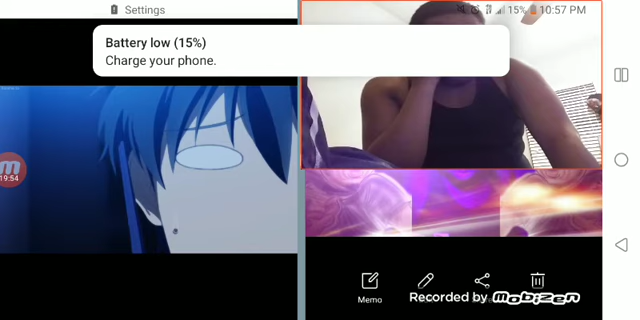 Settings
15% 10:57 PM
Battery low (15%)
Charge your phone.
19:54
Memo
Recorded by MOBIZEN